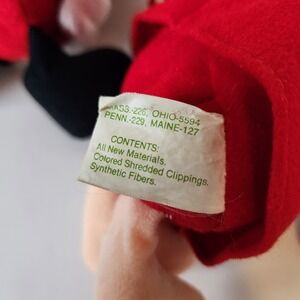 MASS.-226, OHIO-5594
PENN.-229, MAINE-127
CONTENTS:
All New Materials.
Colored Shredded Clippings.
Synthetic Fibers.